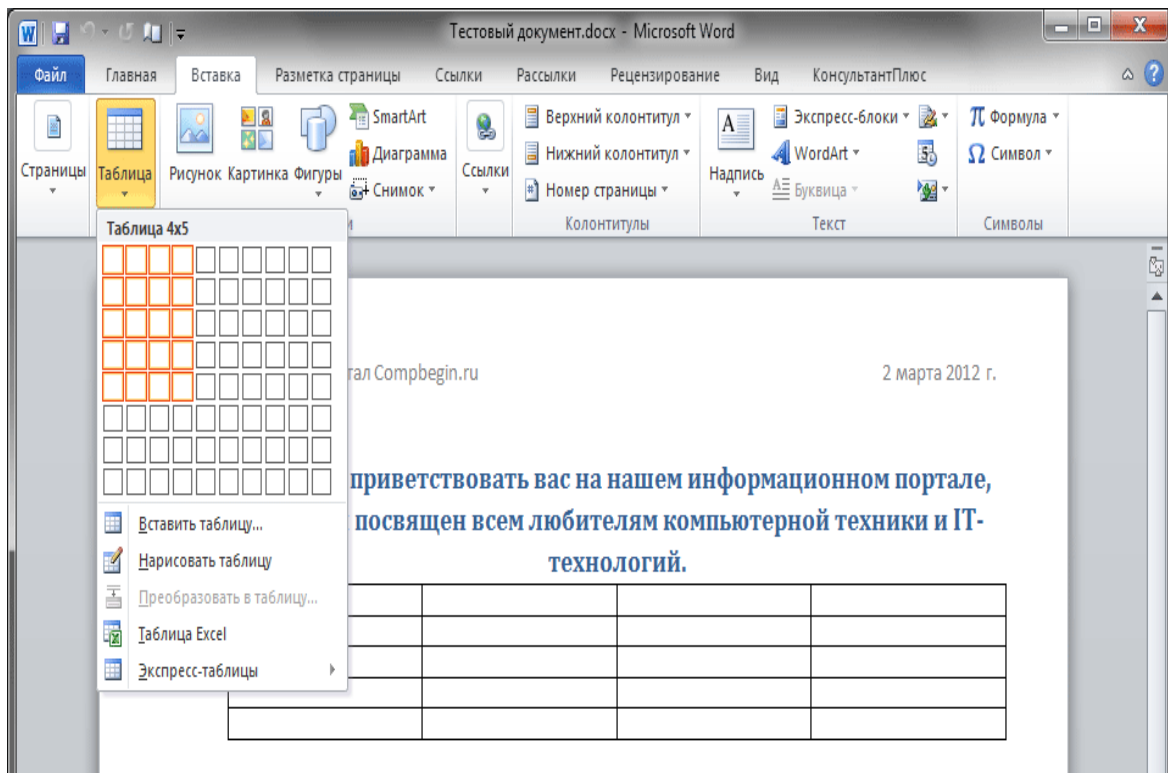 Тестовый документ.docx - Microsoft Word
Файл Главная Вставка Разметка страницы Ссылки Рассылки Рецензирование Вид КонсультантПлюс
Страницы
Таблица
Рисунок
Картинка
Фигуры
SmartArt
Диаграмма
Снимок
Ссылки
Верхний колонтитул
Нижний колонтитул
Номер страницы
Колонтитулы
Надпись
Экспресс-блоки
WordArt
Буквица
Текст
π Формула
Ω Символ
Символы
Таблица 4x5
Вставить таблицу...
Нарисовать таблицу
Преобразовать в таблицу...
Таблица Excel
Экспресс-таблицы
Compbegin.ru
2 марта 2012 г.
приветствовать вас на нашем информационном портале,
посвящен всем любителям компьютерной техники и IT-
технологий.